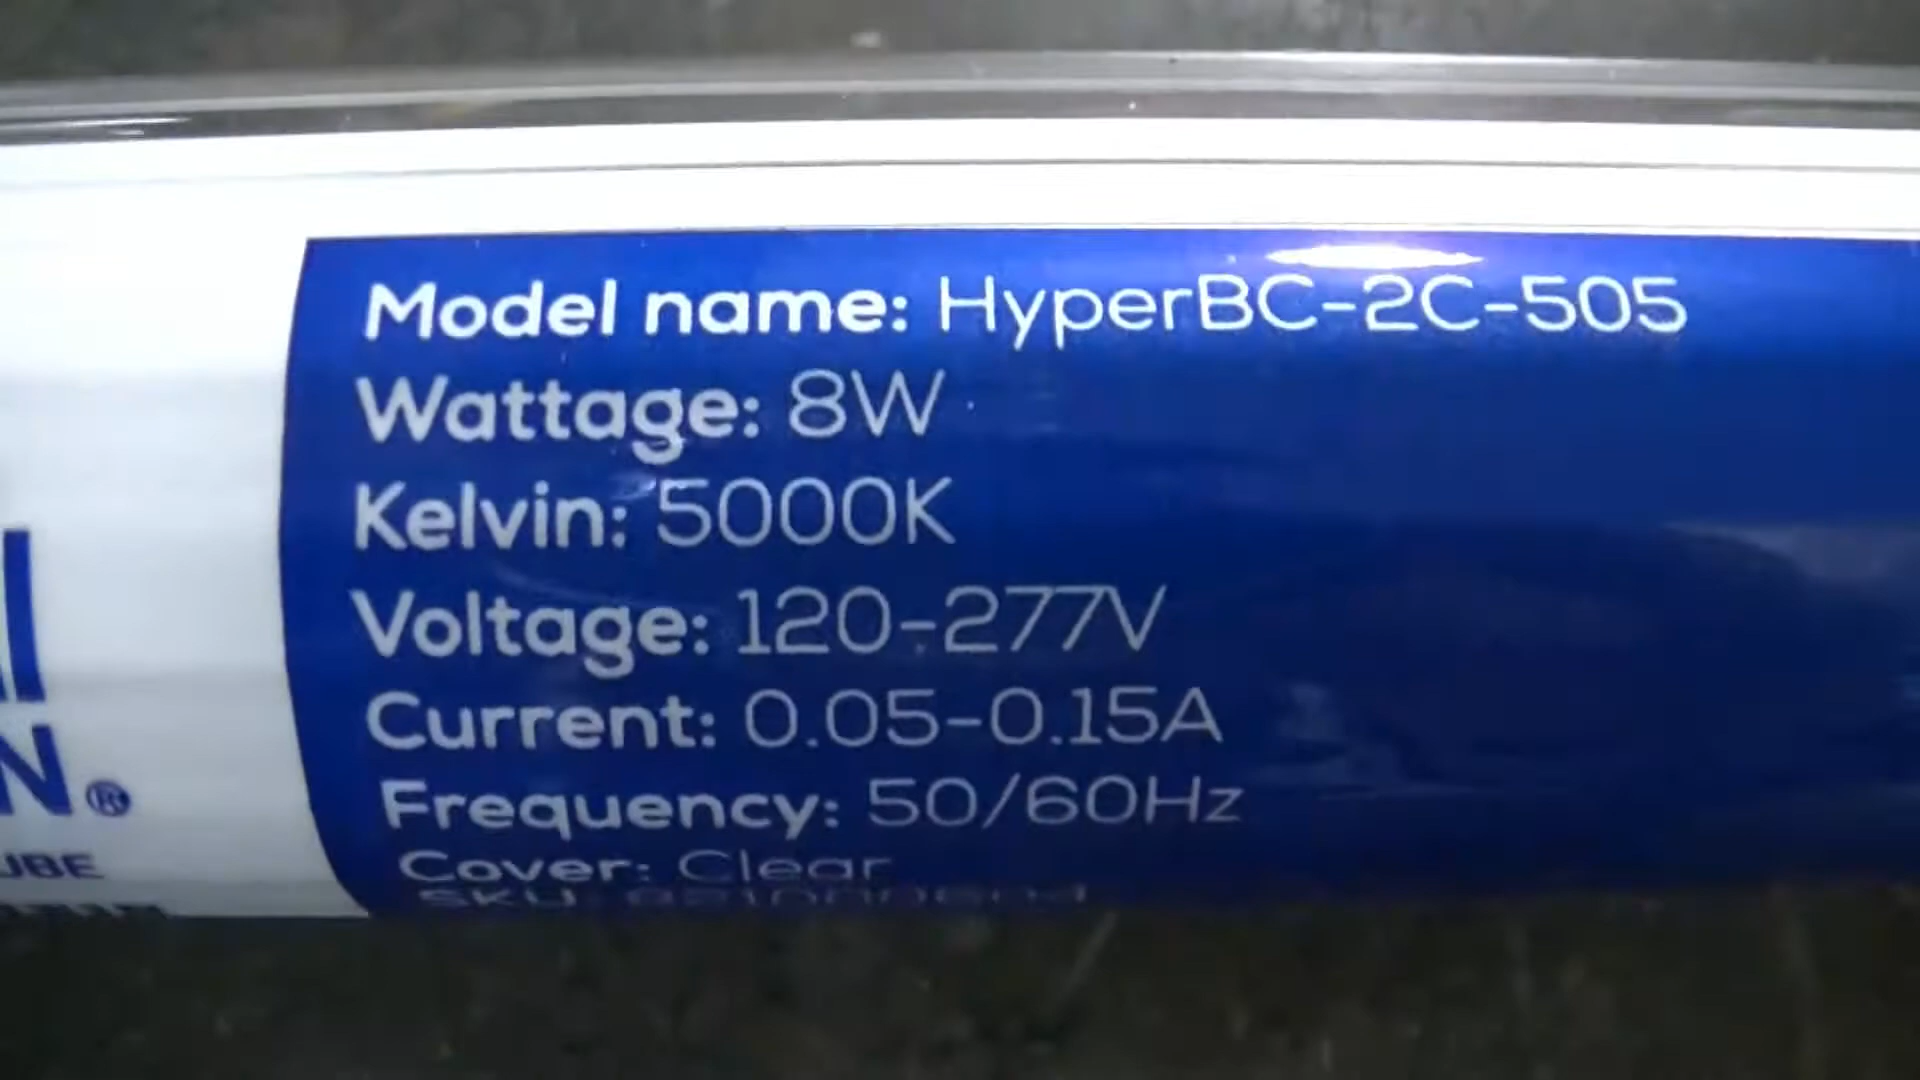 Model name: HyperBC-2C-505
Wattage: 8W
Kelvin: 5000K
Voltage: 120-277V
Current: 0.05-0.15A
Frequency: 50/60Hz
Cover: Clear
SKU:
®